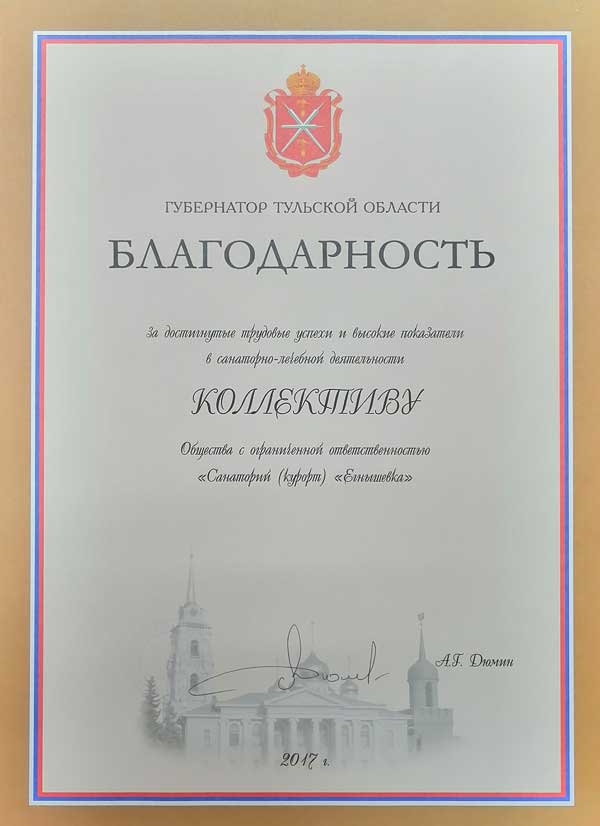 ГУБЕРНАТОР ТУЛЬСКОЙ ОБЛАСТИ
БЛАГОДАРНОСТЬ
за достигнутые трудовые успехи и высокие показатели
в санаторно-лечебной деятельности
КОЛЛЕКТИВУ
Общества с ограниченной ответственностью
«Санаторий (курорт) «Егнышевка»
А.Г. Дюмин
2017 г.